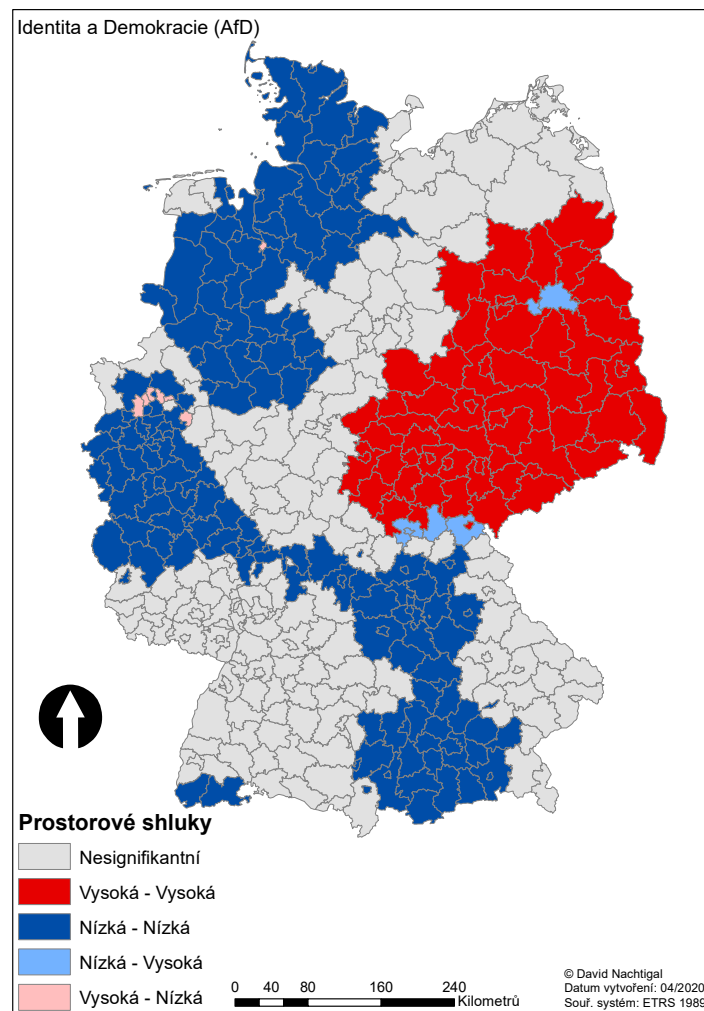 Identita a Demokracie (AfD)
Prostorové shluky
Nesignifikantní
Vysoká - Vysoká
Nízká - Nízká
Nízká - Vysoká
Vysoká - Nízká
0 40 80 160 240
Kilometrů
© David Nachtigal
Datum vytvoření: 04/2020
Souř. systém: ETRS 1989